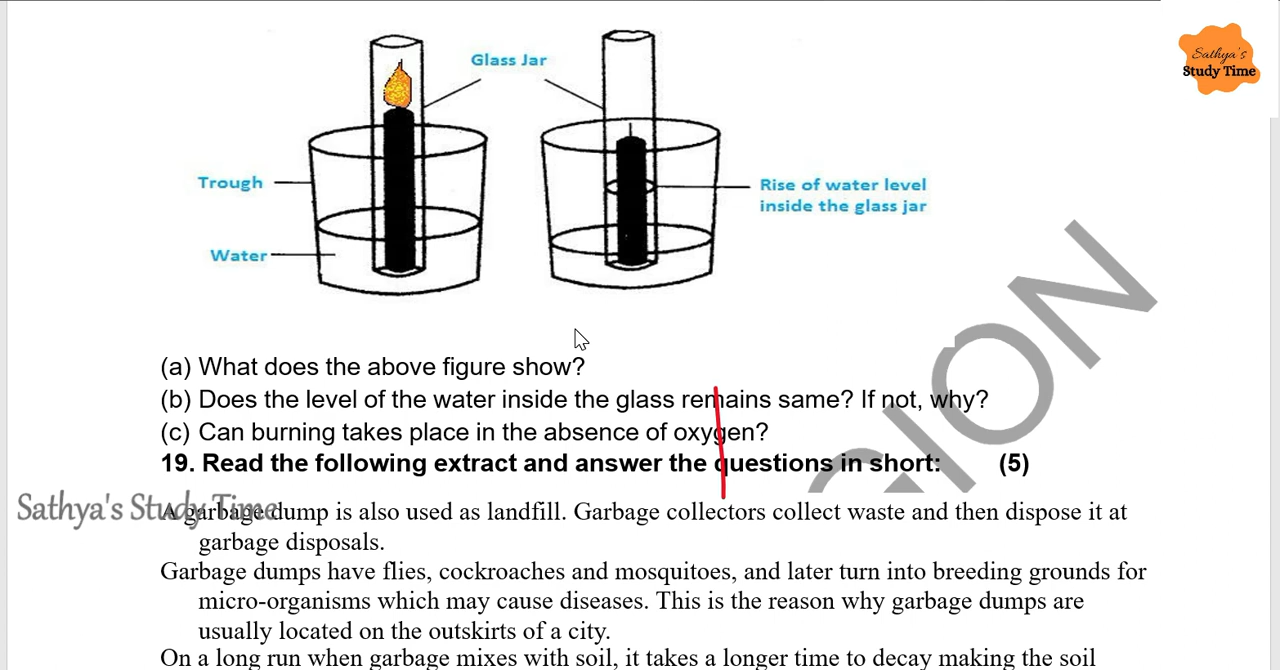 Sathya's
Study Time
Glass Jar
Trough
Rise of water level
inside the glass jar
Water
(a) What does the above figure show?
(b) Does the level of the water inside the glass remains same? If not, why?
(c) Can burning takes place in the absence of oxygen?
19. Read the following extract and answer the questions in short: (5)
GION
Sathya's Study Time
A garbage dump is also used as landfill. Garbage collectors collect waste and then dispose it at
garbage disposals.
Garbage dumps have flies, cockroaches and mosquitoes, and later turn into breeding grounds for
micro-organisms which may cause diseases. This is the reason why garbage dumps are
usually located on the outskirts of a city.
On a long run when garbage mixes with soil, it takes a longer time to decay making the soil